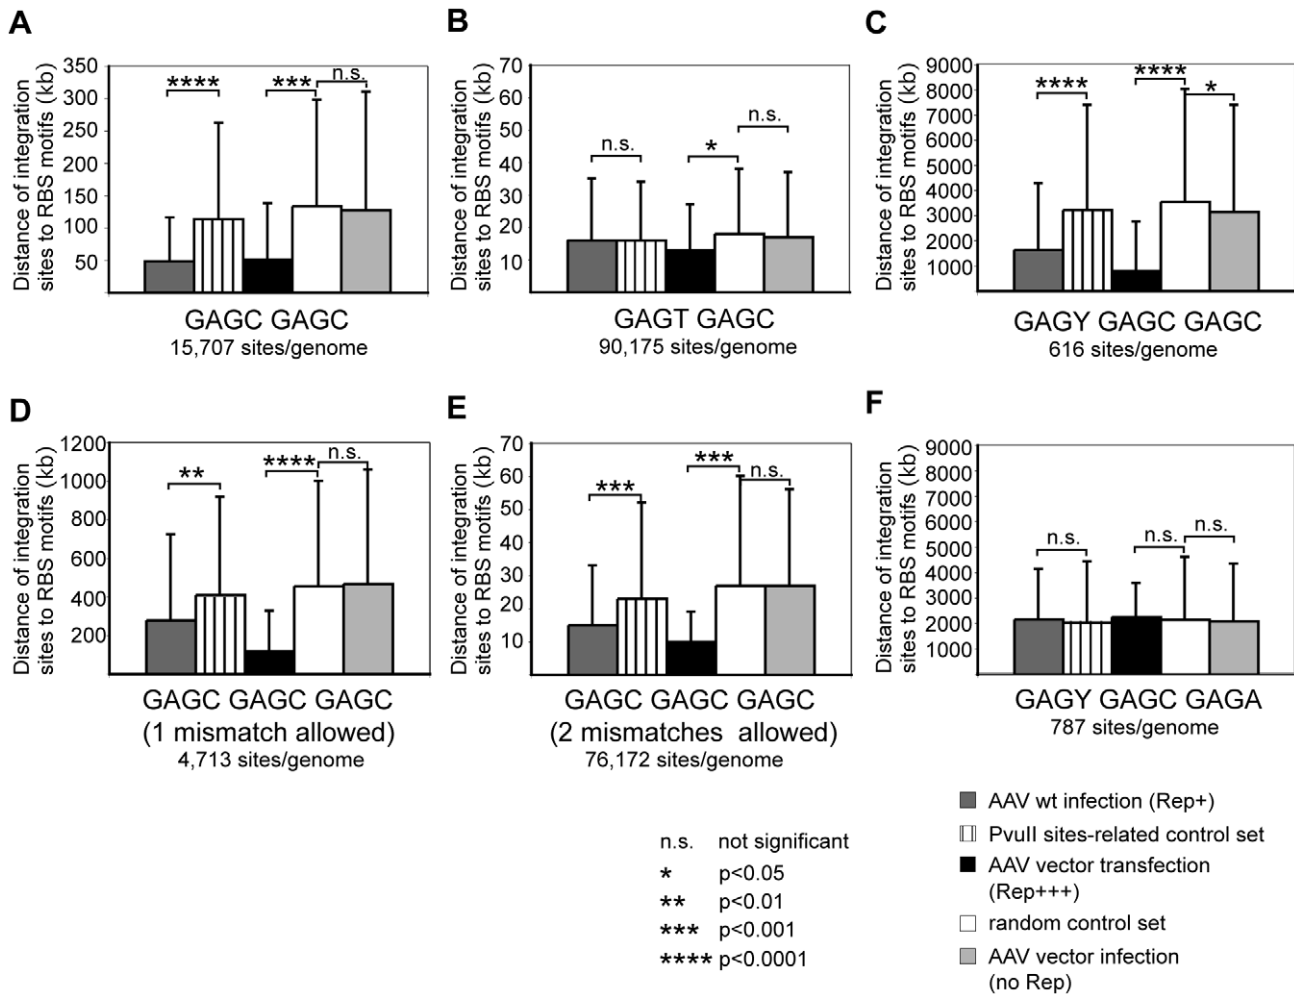 A
Distance of integration
sites to RBS motifs (kb)
350
300
250
200
150
100
50
****
***
n.s.
GAGC GAGC
15,707 sites/genome
B
Distance of integration
sites to RBS motifs (kb)
70
60
50
40
30
20
10
n.s.
*
n.s.
GAGT GAGC
90,175 sites/genome
C
Distance of integration
sites to RBS motifs (kb)
9000
8000
7000
6000
5000
4000
3000
2000
1000
****
****
*
GAGY GAGC GAGC
616 sites/genome
D
Distance of integration
sites to RBS motifs (kb)
1200
1000
800
600
400
200
**
****
n.s.
GAGC GAGC GAGC
(1 mismatch allowed)
4,713 sites/genome
E
Distance of integration
sites to RBS motifs (kb)
70
60
50
40
30
20
10
***
***
n.s.
GAGC GAGC GAGC
(2 mismatches allowed)
76,172 sites/genome
F
Distance of integration
sites to RBS motifs (kb)
9000
8000
7000
6000
5000
4000
3000
2000
1000
n.s.
n.s.
n.s.
GAGY GAGC GAGA
787 sites/genome
n.s. not significant
* p<0.05
** p<0.01
*** p<0.001
**** p<0.0001
AAV wt infection (Rep+)
PvuII sites-related control set
AAV vector transfection
(Rep+++)
random control set
AAV vector infection
(no Rep)